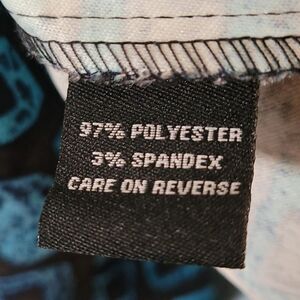 97% POLYESTER
3% SPANDEX
CARE ON REVERSE